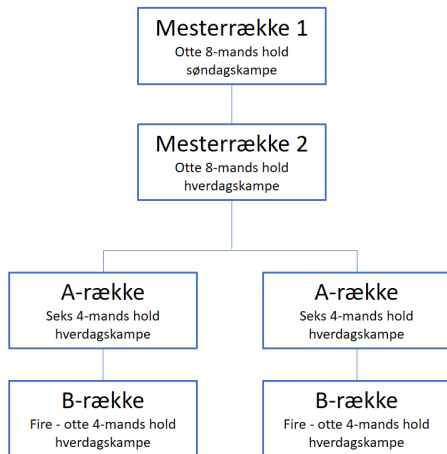 Mesterrække 1
Otte 8-mands hold
søndagskampe
Mesterrække 2
Otte 8-mands hold
hverdagskampe
A-række
Seks 4-mands hold
hverdagskampe
A-række
Seks 4-mands hold
hverdagskampe
B-række
Fire - otte 4-mands hold
hverdagskampe
B-række
Fire - otte 4-mands hold
hverdagskampe